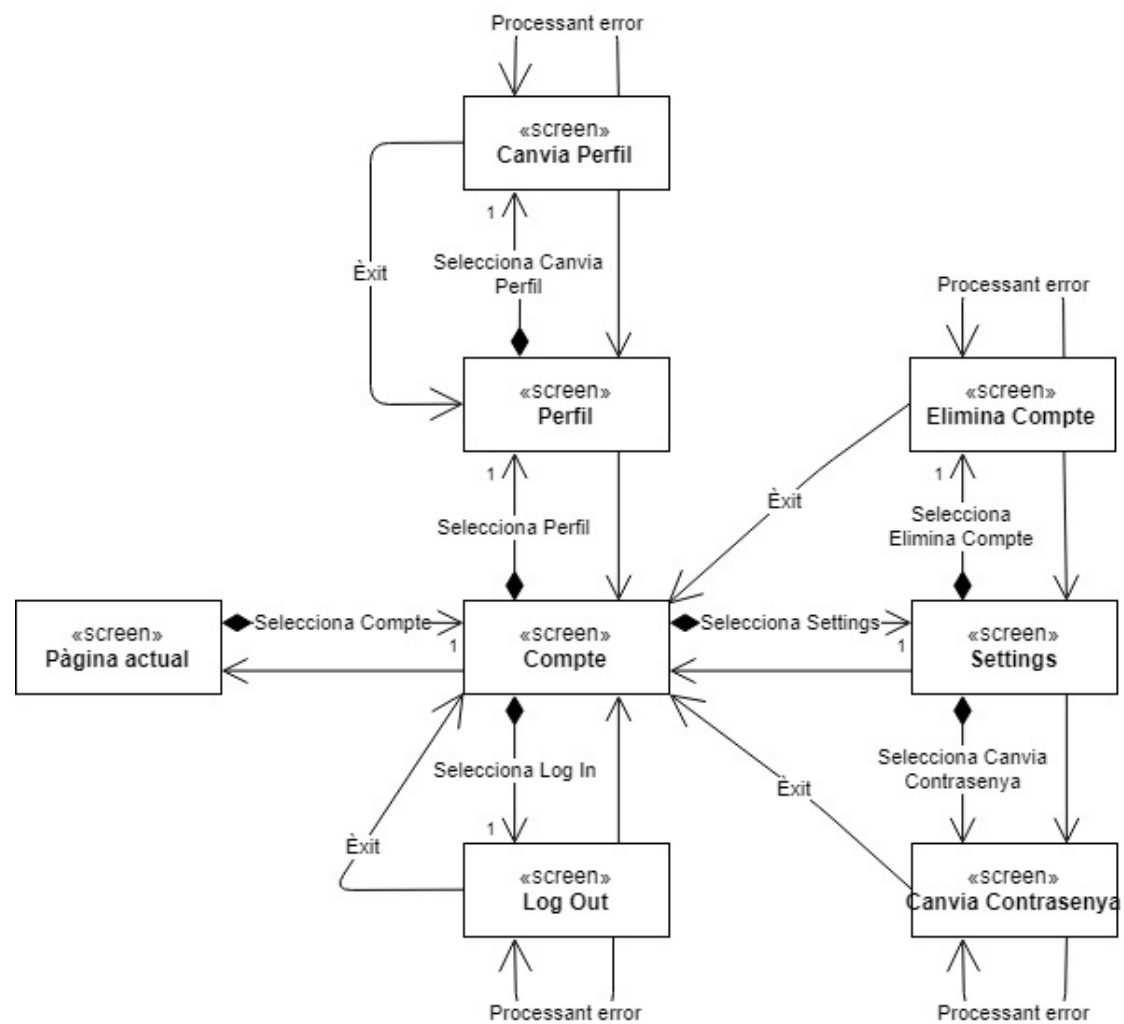 Processant error
«screen»
Canvia Perfil
1
Selecciona Canvia
Perfil
Èxit
Processant error
«screen»
Perfil
«screen»
Elimina Compte
1
1
Èxit
Selecciona Perfil
Selecciona
Elimina Compte
«screen»
Pàgina actual
Selecciona Compte
1
«screen»
Compte
Selecciona Settings
1
«screen»
Settings
Selecciona Log In
Selecciona Canvia
Contrasenya
Èxit
Èxit
1
«screen»
Log Out
«screen»
Canvia Contrasenya
Processant error
Processant error